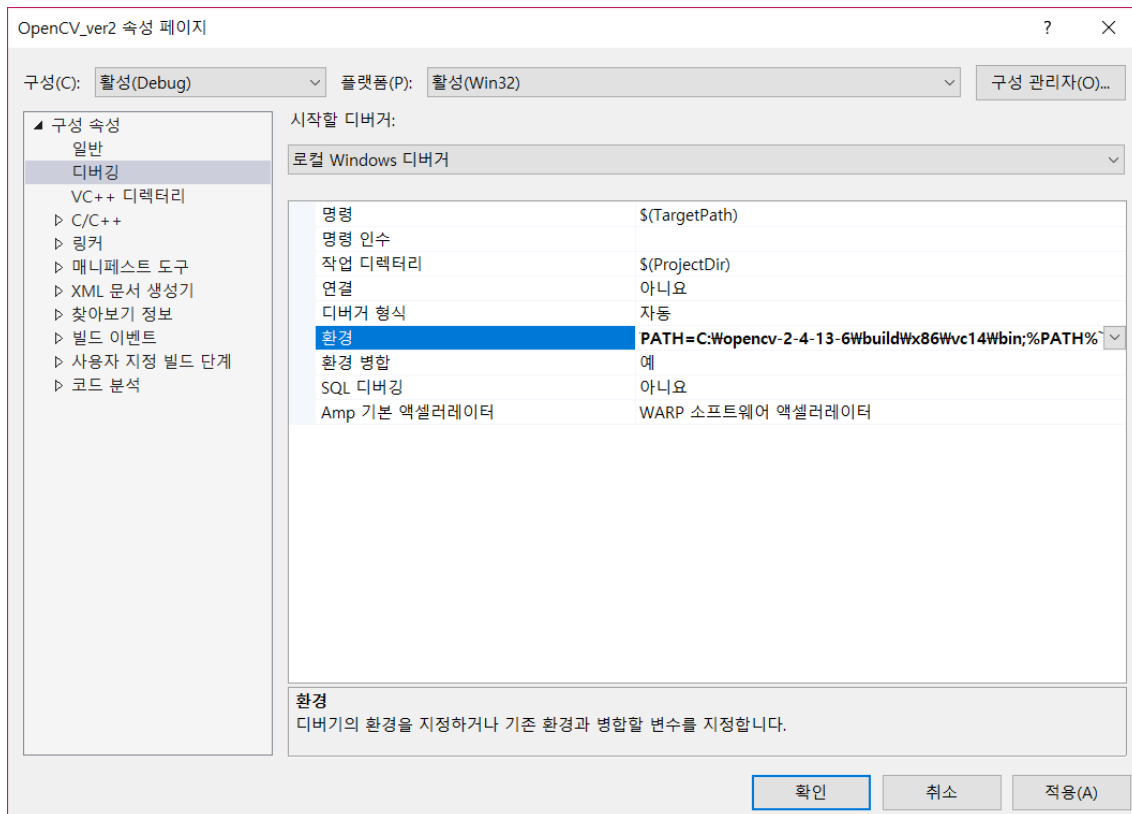 OpenCV_ver2 속성 페이지 ?
구성(C): 활성(Debug) 플랫폼(P): 활성(Win32) 구성 관리자(O)...
구성 속성
일반
디버깅
VC++ 디렉터리
C/C++
링커
매니페스트 도구
XML 문서 생성기
찾아보기 정보
빌드 이벤트
사용자 지정 빌드 단계
코드 분석
시작할 디버거:
로컬 Windows 디버거
명령 $(TargetPath)
명령 인수
작업 디렉터리 $(ProjectDir)
연결 아니요
디버거 형식 자동
환경 PATH=C:₩opencv-2-4-13-6₩build₩x86₩vc14₩bin;%PATH%`
환경 병합 예
SQL 디버깅 아니요
Amp 기본 액셀러레이터 WARP 소프트웨어 액셀러레이터
환경
디버기의 환경을 지정하거나 기존 환경과 병합할 변수를 지정합니다.
확인 취소 적용(A)